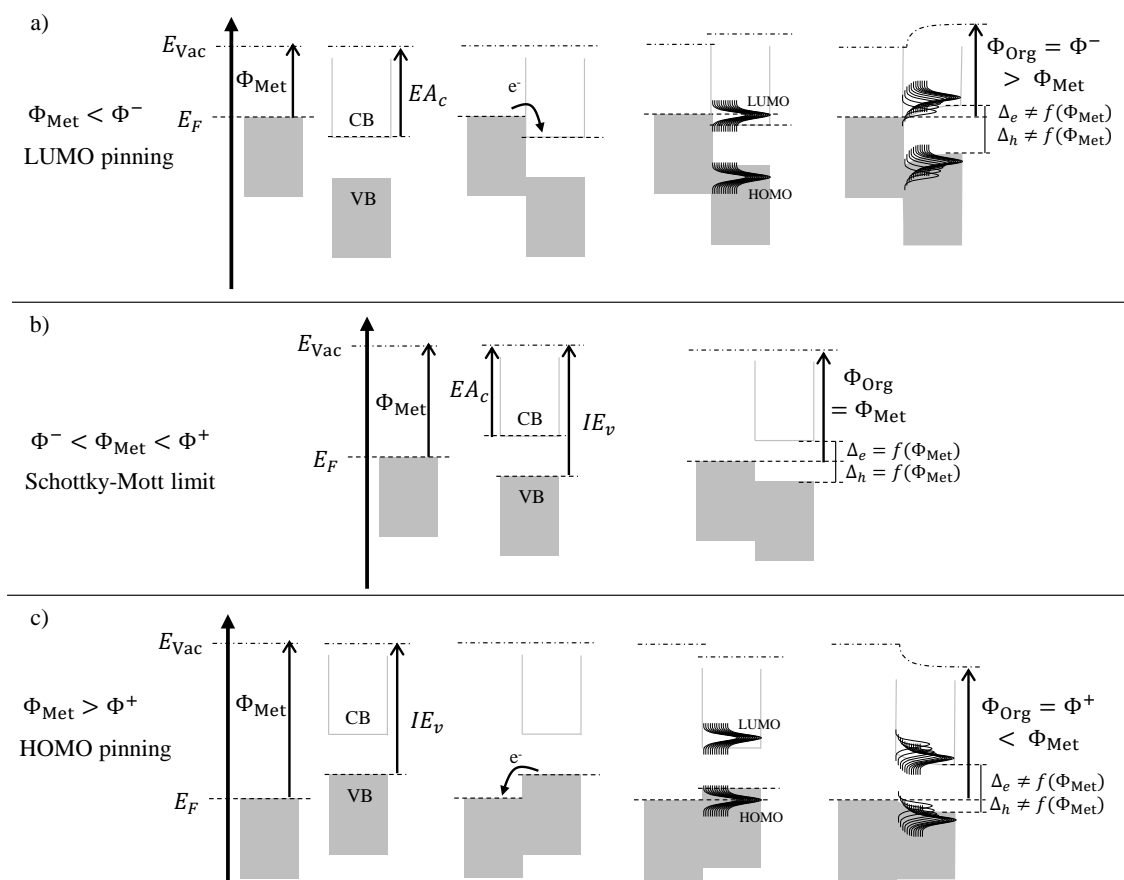 a)
E_Vac
Φ_Met
E_F
CB
VB
EA_c
e-
LUMO
HOMO
Φ_Org = Φ⁻
> Φ_Met
Δ_e ≠ f(Φ_Met)
Δ_h ≠ f(Φ_Met)
Φ_Met < Φ⁻
LUMO pinning
b)
E_Vac
Φ_Met
E_F
EA_c
CB
VB
IE_v
Φ_Org
= Φ_Met
Δ_e = f(Φ_Met)
Δ_h = f(Φ_Met)
Φ⁻ < Φ_Met < Φ⁺
Schottky-Mott limit
c)
E_Vac
Φ_Met
E_F
CB
VB
IE_v
e-
LUMO
HOMO
Φ_Org = Φ⁺
< Φ_Met
Δ_e ≠ f(Φ_Met)
Δ_h ≠ f(Φ_Met)
Φ_Met > Φ⁺
HOMO pinning